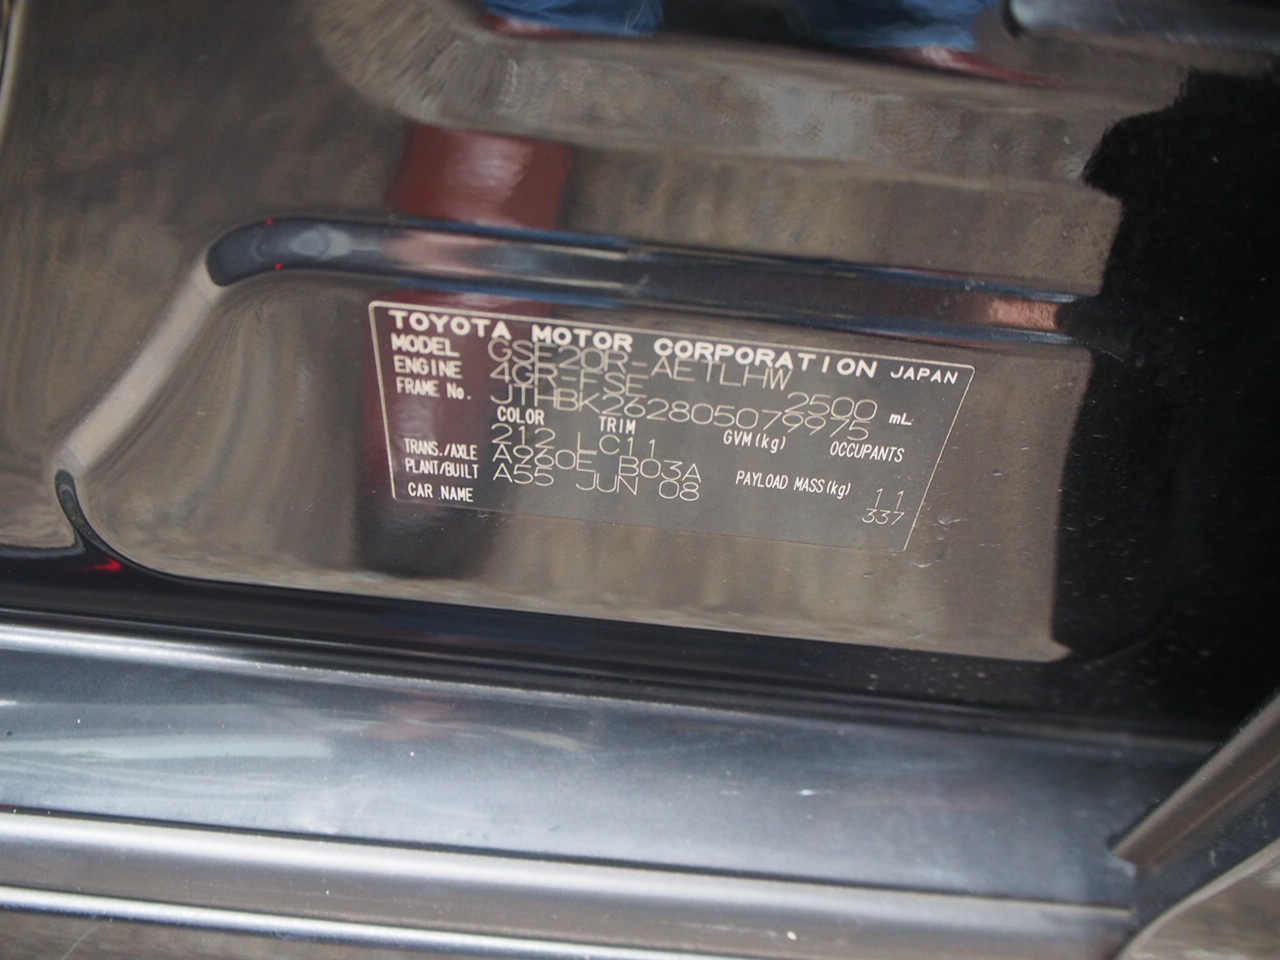 TOYOTA MOTOR CORPORATION JAPAN
MODEL GSE20R-AETLHW
ENGINE 4GR-FSE 2500 mL
FRAME No. JTHBK262805079975
COLOR TRIM GVM(kg) OCCUPANTS
212 LC11
TRANS./AXLE A960E B03A PAYLOAD MASS(kg) 11
PLANT/BUILT A55 JUN 08 337
CAR NAME